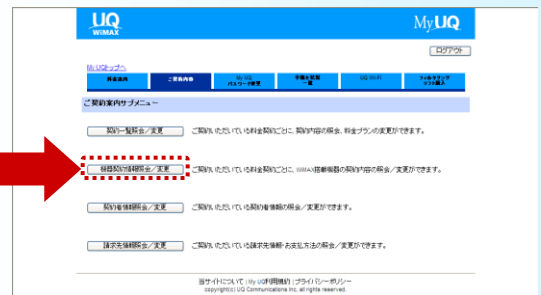 UQ
WiMAX
My UQ
ログアウト
My UQトップへ
料金案内
ご契約内容
My UQ
パスワード変更
手続き状況
一覧
UQ Wi-Fi
フィルタリング
ソフト購入
ご契約案内サブメニュー
契約一覧照会／変更 ご契約いただいている料金契約ごとに、契約内容の照会、料金プランの変更ができます。
機器契約情報照会／変更 ご契約いただいている料金契約ごとに、WiMAX搭載機器の契約内容の照会／変更ができます。
契約者情報照会／変更 ご契約いただいている契約者情報の照会／変更ができます。
請求先情報照会／変更 ご契約いただいている請求先情報・お支払方法の照会／変更ができます。
当サイトについて | My UQ利用規約 | プライバシーポリシー
copyright(c) UQ Communications Inc. all rights reserved.